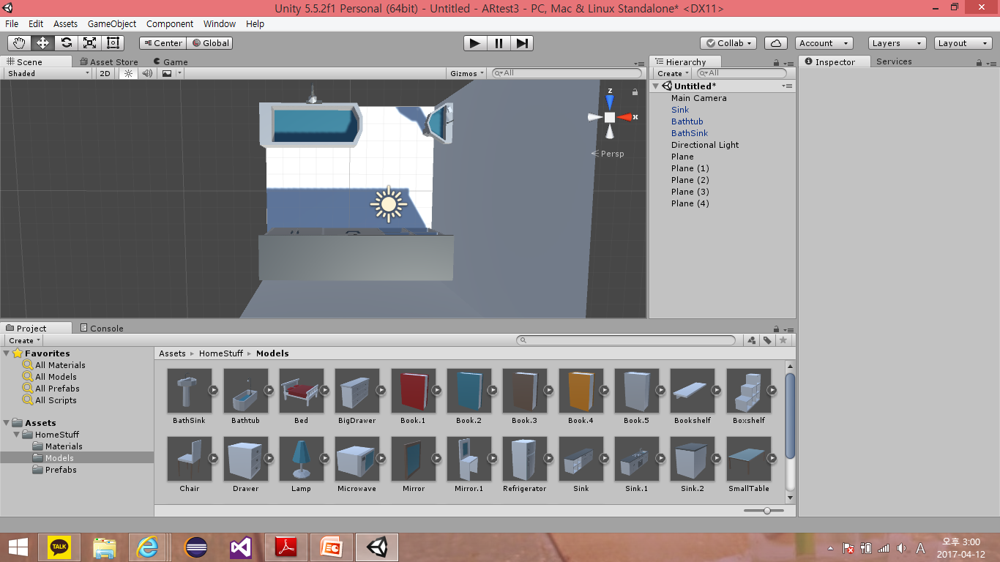 Unity 5.5.2f1 Personal (64bit) - Untitled - ARtest3 - PC, Mac & Linux Standalone* <DX11>
File Edit Assets GameObject Component Window Help
Center Global Collab Account Layers Layout
Scene Asset Store Game
Shaded 2D Gizmos All
z
x
Persp
Hierarchy
Create All
Untitled*
Main Camera
Sink
Bathtub
BathSink
Directional Light
Plane
Plane (1)
Plane (2)
Plane (3)
Plane (4)
Inspector Services
Project Console
Create
Favorites
All Materials
All Models
All Prefabs
All Scripts
Assets
HomeStuff
Materials
Models
Prefabs
Assets HomeStuff Models
BathSink Bathtub Bed BigDrawer Book.1 Book.2 Book.3 Book.4 Book.5 Bookshelf Boxshelf
Chair Drawer Lamp Microwave Mirror Mirror.1 Refrigerator Sink Sink.1 Sink.2 SmallTable
TALK
A
오후 3:00
2017-04-12